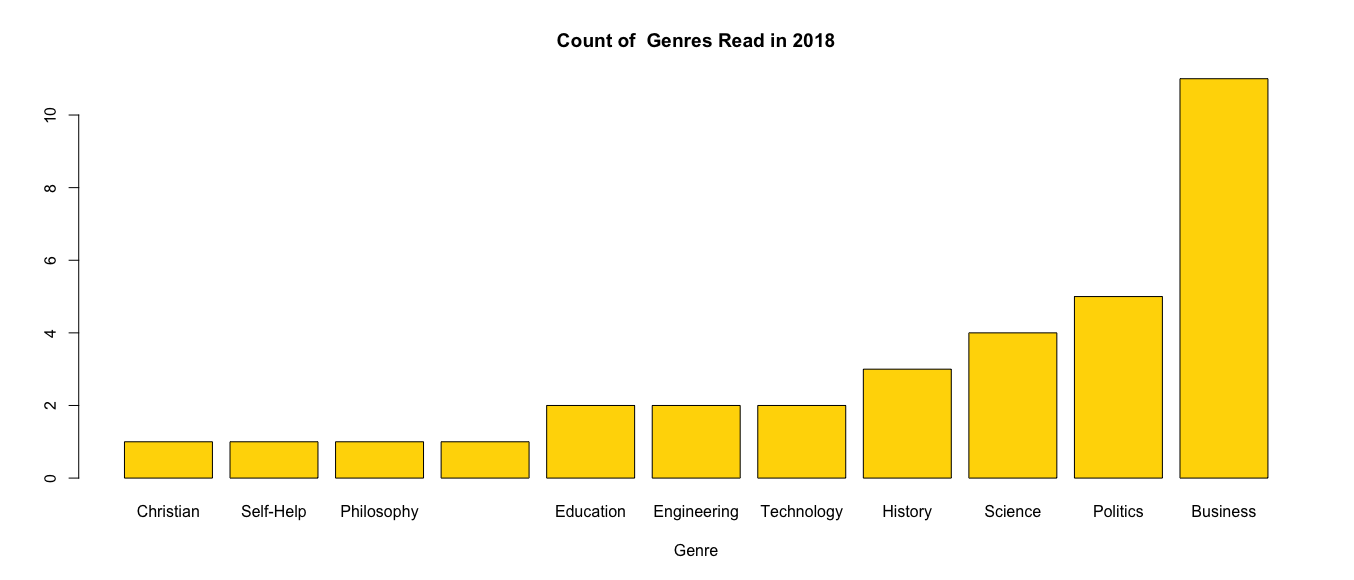 Count of  Genres Read in 2018
10
8
6
4
2
0
Christian Self-Help Philosophy Education Engineering Technology History Science Politics Business
Genre